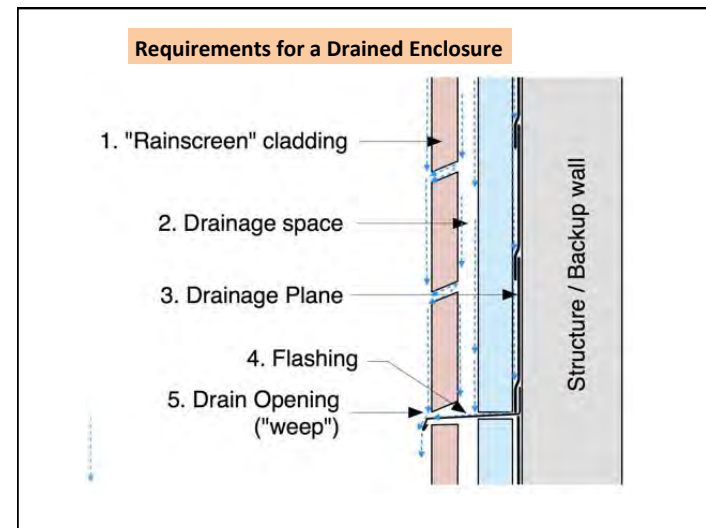 Requirements for a Drained Enclosure
1. "Rainscreen" cladding
2. Drainage space
3. Drainage Plane
4. Flashing
5. Drain Opening
("weep")
Structure / Backup wall